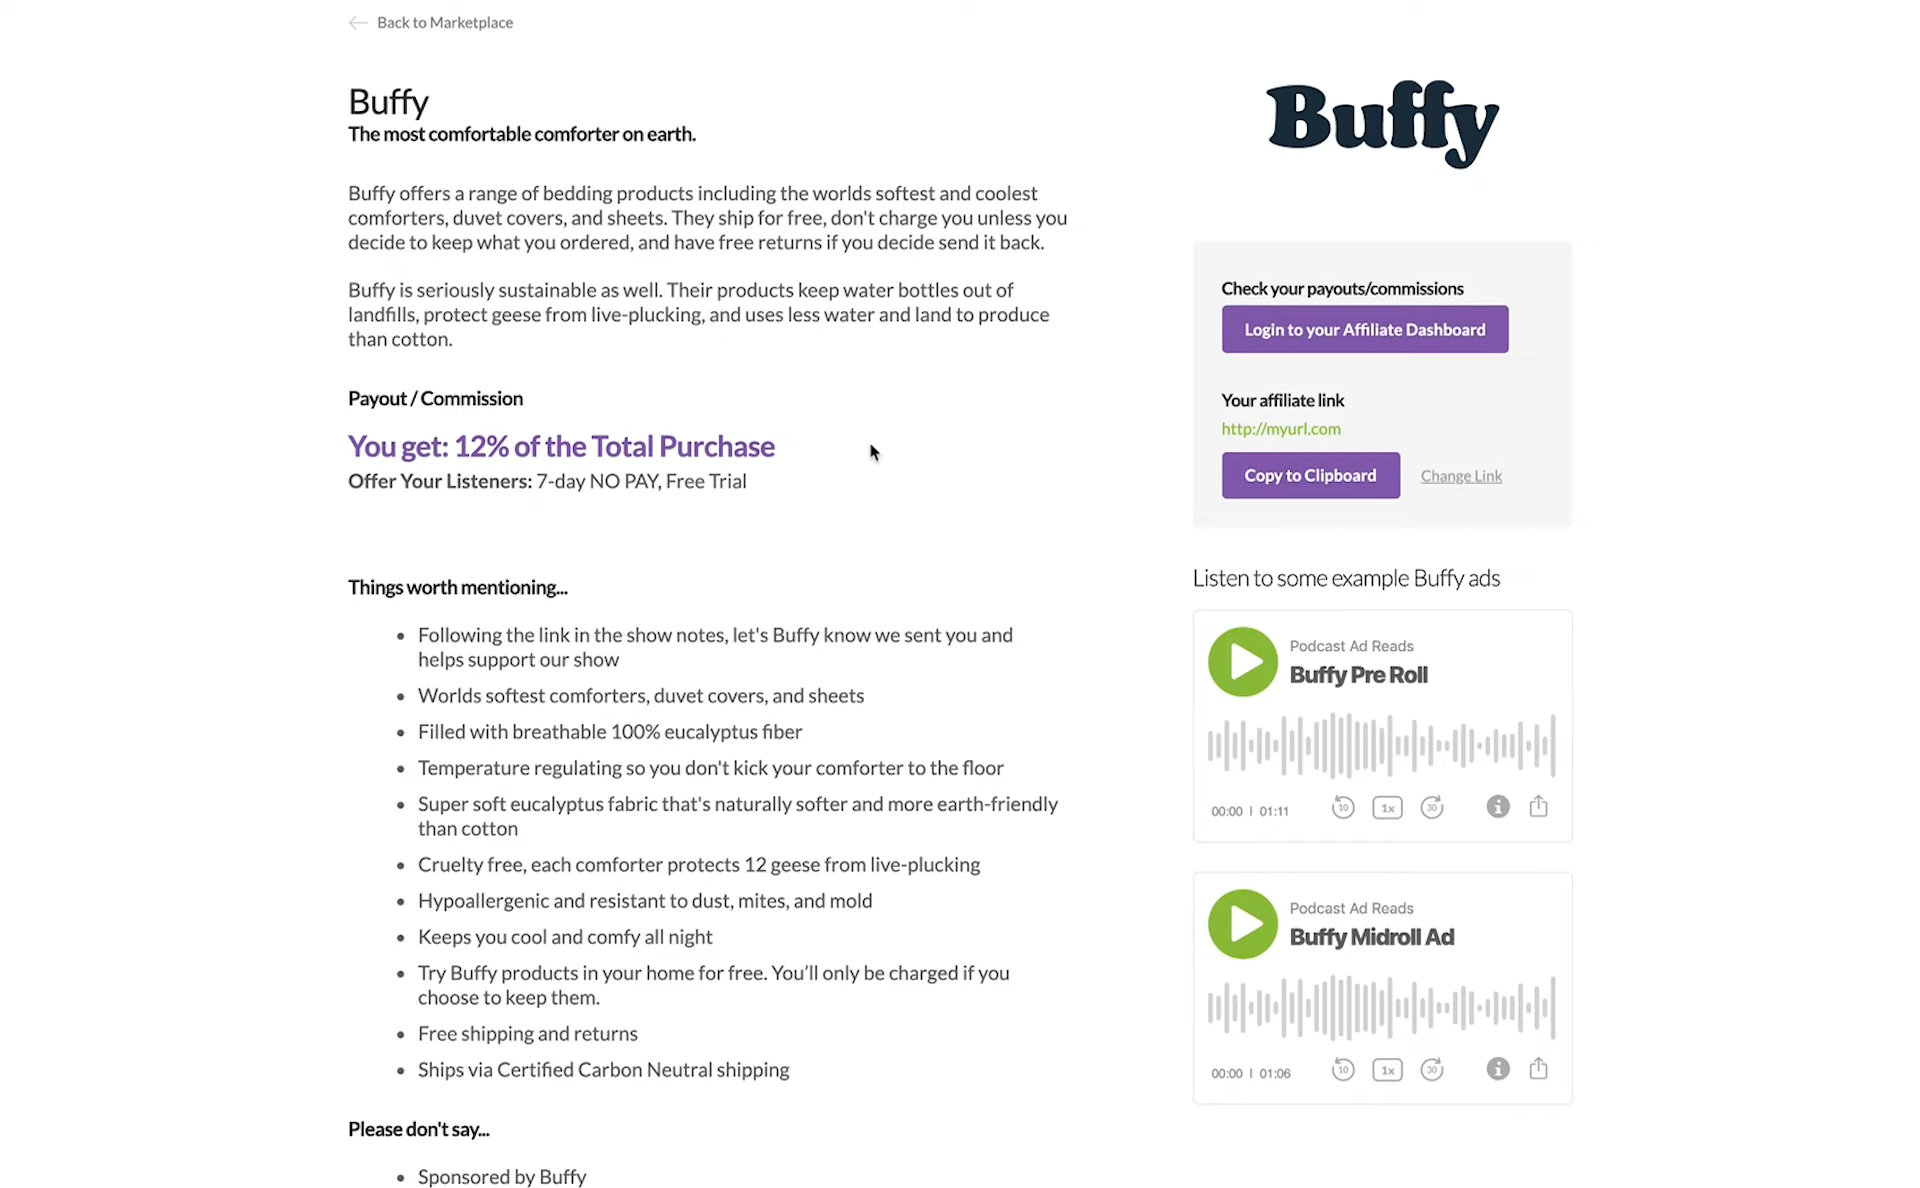 Back to Marketplace
Buffy
The most comfortable comforter on earth.
Buffy offers a range of bedding products including the worlds softest and coolest
comforters, duvet covers, and sheets. They ship for free, don't charge you unless you
decide to keep what you ordered, and have free returns if you decide send it back.
Buffy is seriously sustainable as well. Their products keep water bottles out of
landfills, protect geese from live-plucking, and uses less water and land to produce
than cotton.
Payout / Commission
You get: 12% of the Total Purchase
Offer Your Listeners: 7-day NO PAY, Free Trial
Things worth mentioning...
• Following the link in the show notes, let's Buffy know we sent you and
helps support our show
• Worlds softest comforters, duvet covers, and sheets
• Filled with breathable 100% eucalyptus fiber
• Temperature regulating so you don't kick your comforter to the floor
• Super soft eucalyptus fabric that's naturally softer and more earth-friendly
than cotton
• Cruelty free, each comforter protects 12 geese from live-plucking
• Hypoallergenic and resistant to dust, mites, and mold
• Keeps you cool and comfy all night
• Try Buffy products in your home for free. You’ll only be charged if you
choose to keep them.
• Free shipping and returns
• Ships via Certified Carbon Neutral shipping
Please don't say...
• Sponsored by Buffy
Buffy
Check your payouts/commissions
Login to your Affiliate Dashboard
Your affiliate link
http://myurl.com
Copy to Clipboard Change Link
Listen to some example Buffy ads
Podcast Ad Reads
Buffy Pre Roll
00:00 | 01:11 10 1x 30
Podcast Ad Reads
Buffy Midroll Ad
00:00 | 01:06 10 1x 30